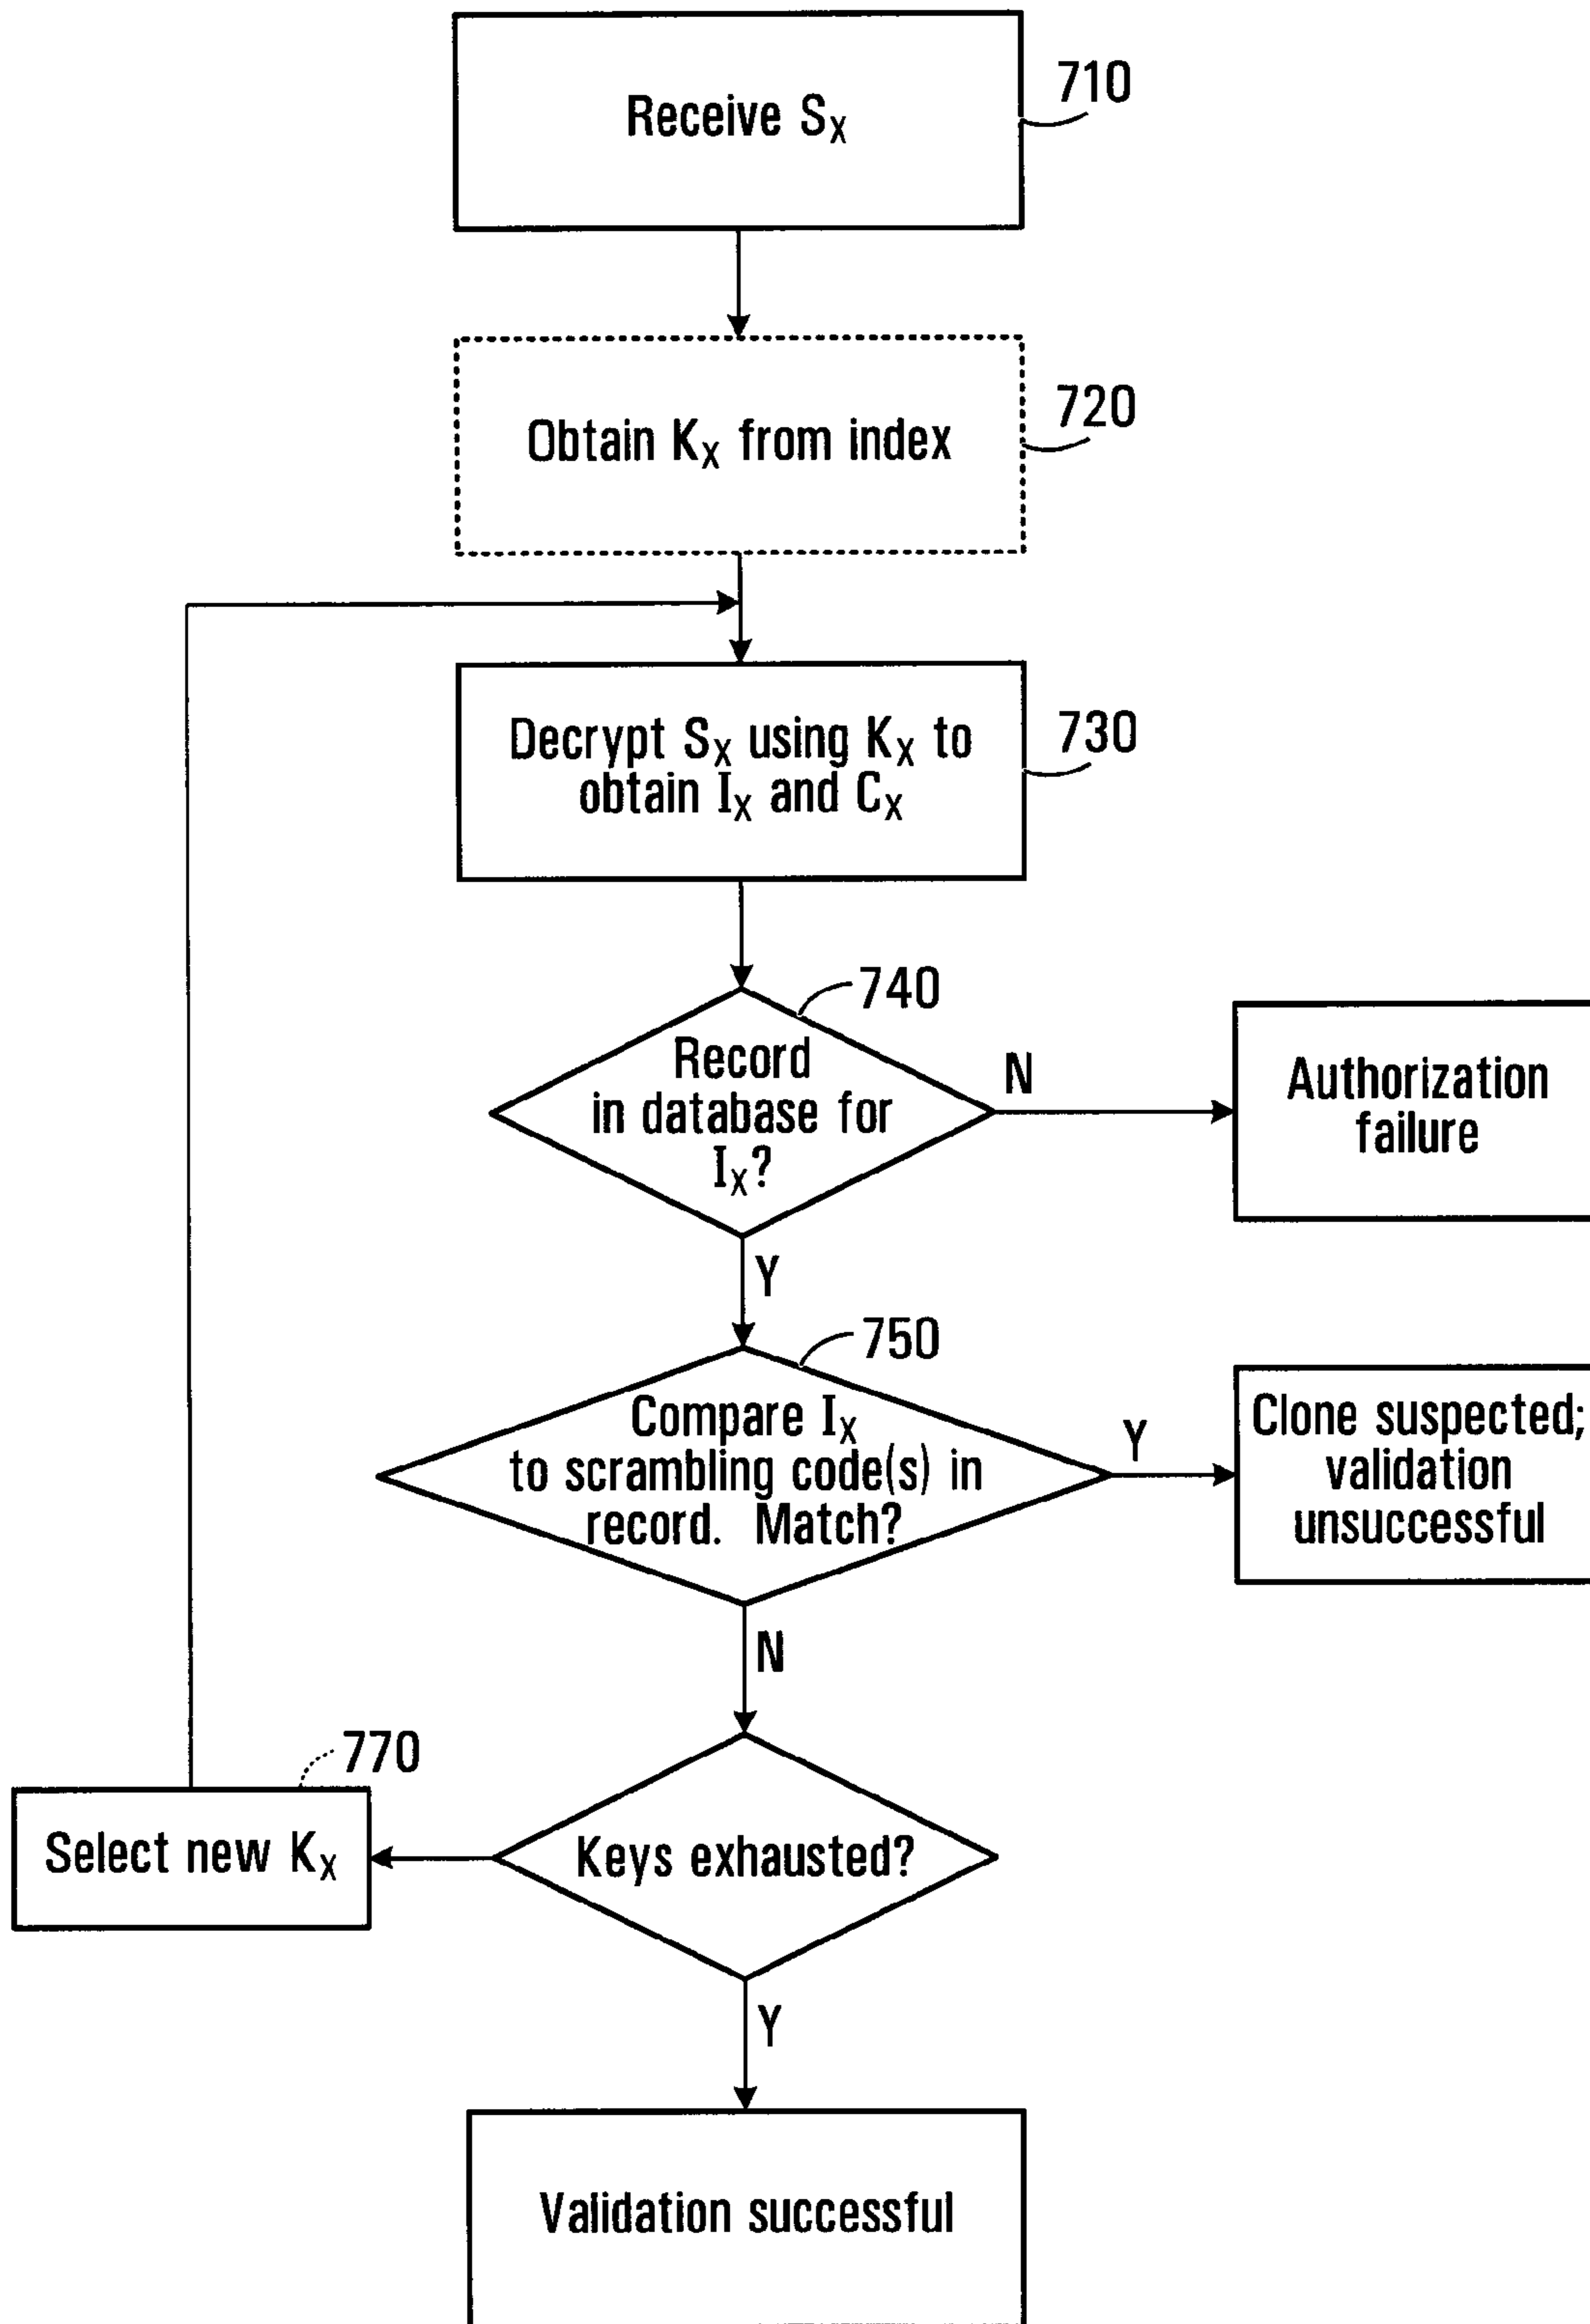 Receive Sx
710
Obtain Kx from index
720
Decrypt Sx using Kx to
obtain Ix and Cx
730
740
Record
in database for
Ix?
N
Authorization
failure
Y
750
Compare Ix
to scrambling code(s) in
record. Match?
Y
Clone suspected;
validation
unsuccessful
N
770
Select new Kx
Keys exhausted?
Y
Validation successful